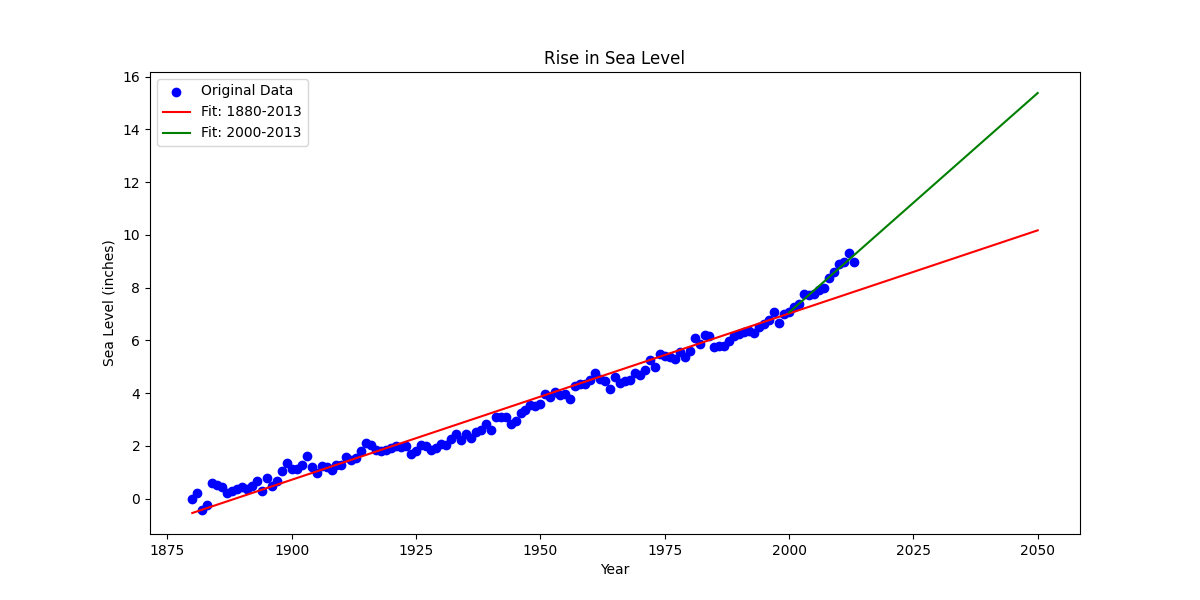 Rise in Sea Level
Original Data
Fit: 1880-2013
Fit: 2000-2013
Sea Level (inches)
16
14
12
10
8
6
4
2
0
1875 1900 1925 1950 1975 2000 2025 2050
Year